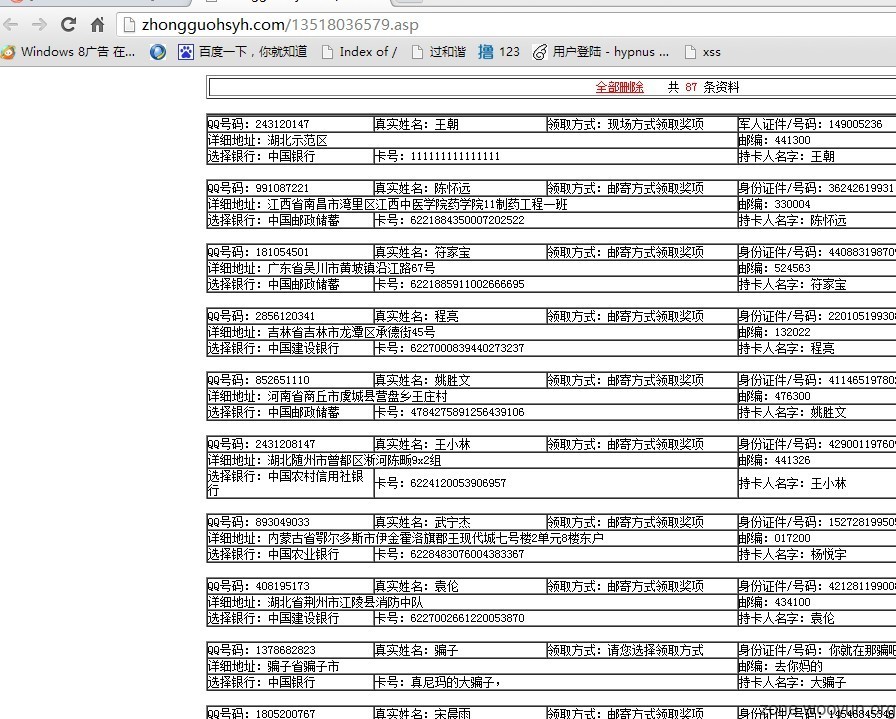 zhongguohsyh.com/13518036579.asp
Windows 8广告 在... 百度一下，你就知道 Index of / 过和谐 撸 123 用户登陆 - hypnus ... xss
全部删除 共 87 条资料
QQ号码：243120147 真实姓名：王朝 领取方式：现场方式领取奖项 军人证件/号码：149005236
详细地址：湖北示范区 邮编：441300
选择银行：中国银行 卡号：111111111111111 持卡人名字：王朝
QQ号码：991087221 真实姓名：陈怀远 领取方式：邮寄方式领取奖项 身份证件/号码：36242619931
详细地址：江西省南昌市湾里区江西中医学院药学院11制药工程一班 邮编：330004
选择银行：中国邮政储蓄 卡号：6221884350007202522 持卡人名字：陈怀远
QQ号码：181054501 真实姓名：符家宝 领取方式：邮寄方式领取奖项 身份证件/号码：44088319870
详细地址：广东省吴川市黄坡镇沿江路67号 邮编：524563
选择银行：中国邮政储蓄 卡号：6221885911002666695 持卡人名字：符家宝
QQ号码：2856120341 真实姓名：程亮 领取方式：邮寄方式领取奖项 身份证件/号码：22010519930
详细地址：吉林省吉林市龙潭区承德街45号 邮编：132022
选择银行：中国建设银行 卡号：6227000839440273237 持卡人名字：程亮
QQ号码：852651110 真实姓名：姚胜文 领取方式：邮寄方式领取奖项 身份证件/号码：41146519780
详细地址：河南省商丘市虞城县营盘乡王庄村 邮编：476300
选择银行：中国邮政储蓄 卡号：4784275891256439106 持卡人名字：姚胜文
QQ号码：2431208147 真实姓名：王小林 领取方式：邮寄方式领取奖项 身份证件/号码：42900119760
详细地址：湖北随州市曾都区淅河陈畈9x2组 邮编：441326
选择银行：中国农村信用社银
行 卡号：6224120053906957 持卡人名字：王小林
QQ号码：893049033 真实姓名：武宁杰 领取方式：邮寄方式领取奖项 身份证件/号码：15272819950
详细地址：内蒙古省鄂尔多斯市伊金霍洛旗郡王现代城七号楼2单元8楼东户 邮编：017200
选择银行：中国农业银行 卡号：6228483076004383367 持卡人名字：杨悦宇
QQ号码：408195173 真实姓名：袁伦 领取方式：邮寄方式领取奖项 身份证件/号码：42128119900
详细地址：湖北省荆州市江陵县消防中队 邮编：434100
选择银行：中国建设银行 卡号：6227002661220053870 持卡人名字：袁伦
QQ号码：1378682823 真实姓名：骗子 领取方式：请您选择领取方式 身份证件/号码：你就在那骗吧
详细地址：骗子省骗子市 邮编：去你妈的
选择银行：中国银行 卡号：真尼玛的大骗子， 持卡人名字：大骗子
QQ号码：1805200767 真实姓名：宋晨雨 领取方式：邮寄方式领取奖项